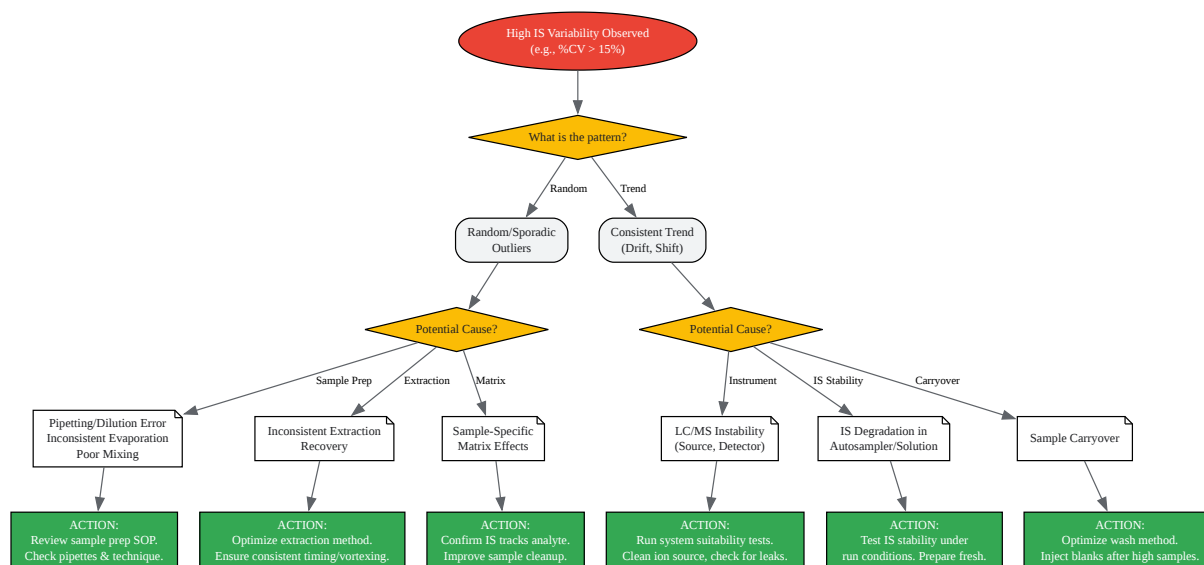 High IS Variability Observed
(e.g., %CV > 15%)
What is the pattern?
Random
Trend
Random/Sporadic
Outliers
Consistent Trend
(Drift, Shift)
Potential Cause?
Potential Cause?
Sample Prep
Extraction
Matrix
Instrument
IS Stability
Carryover
Pipetting/Dilution Error
Inconsistent Evaporation
Poor Mixing
Inconsistent Extraction
Recovery
Sample-Specific
Matrix Effects
LC/MS Instability
(Source, Detector)
IS Degradation in
Autosampler/Solution
Sample Carryover
ACTION:
Review sample prep SOP.
Check pipettes & technique.
ACTION:
Optimize extraction method.
Ensure consistent timing/vortexing.
ACTION:
Confirm IS tracks analyte.
Improve sample cleanup.
ACTION:
Run system suitability tests.
Clean ion source, check for leaks.
ACTION:
Test IS stability under
run conditions. Prepare fresh.
ACTION:
Optimize wash method.
Inject blanks after high samples.